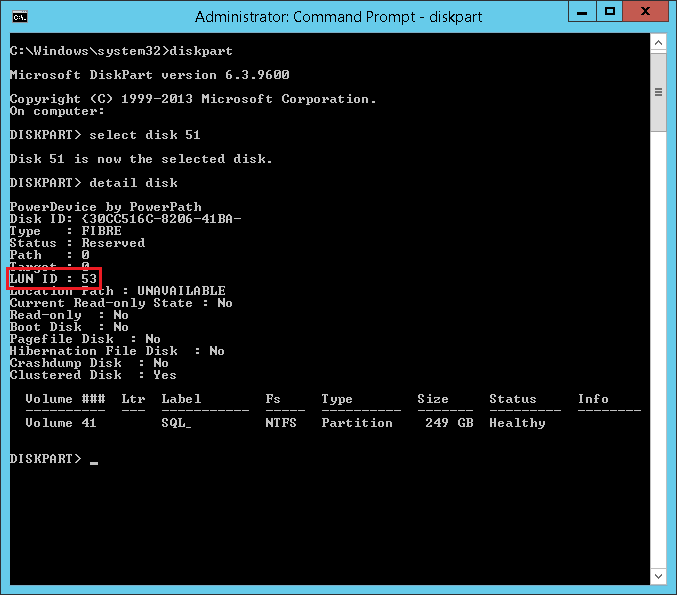 Administrator: Command Prompt - diskpart
C:\Windows\system32>diskpart
Microsoft DiskPart version 6.3.9600
Copyright (C) 1999-2013 Microsoft Corporation.
On computer:
DISKPART> select disk 51
Disk 51 is now the selected disk.
DISKPART> detail disk
PowerDevice by PowerPath
Disk ID: {30CC516C-8206-41BA-
Type   : FIBRE
Status : Reserved
Path   : 0
Target : 0
LUN ID : 53
Location Path : UNAVAILABLE
Current Read-only State : No
Read-only  : No
Boot Disk  : No
Pagefile Disk  : No
Hibernation File Disk  : No
Crashdump Disk  : No
Clustered Disk  : Yes
  Volume ###  Ltr  Label        Fs     Type        Size     Status     Info
  ----------  ---  -----------  -----  ----------  -------  ---------  --------
  Volume 41        SQL_         NTFS   Partition    249 GB  Healthy
DISKPART> _